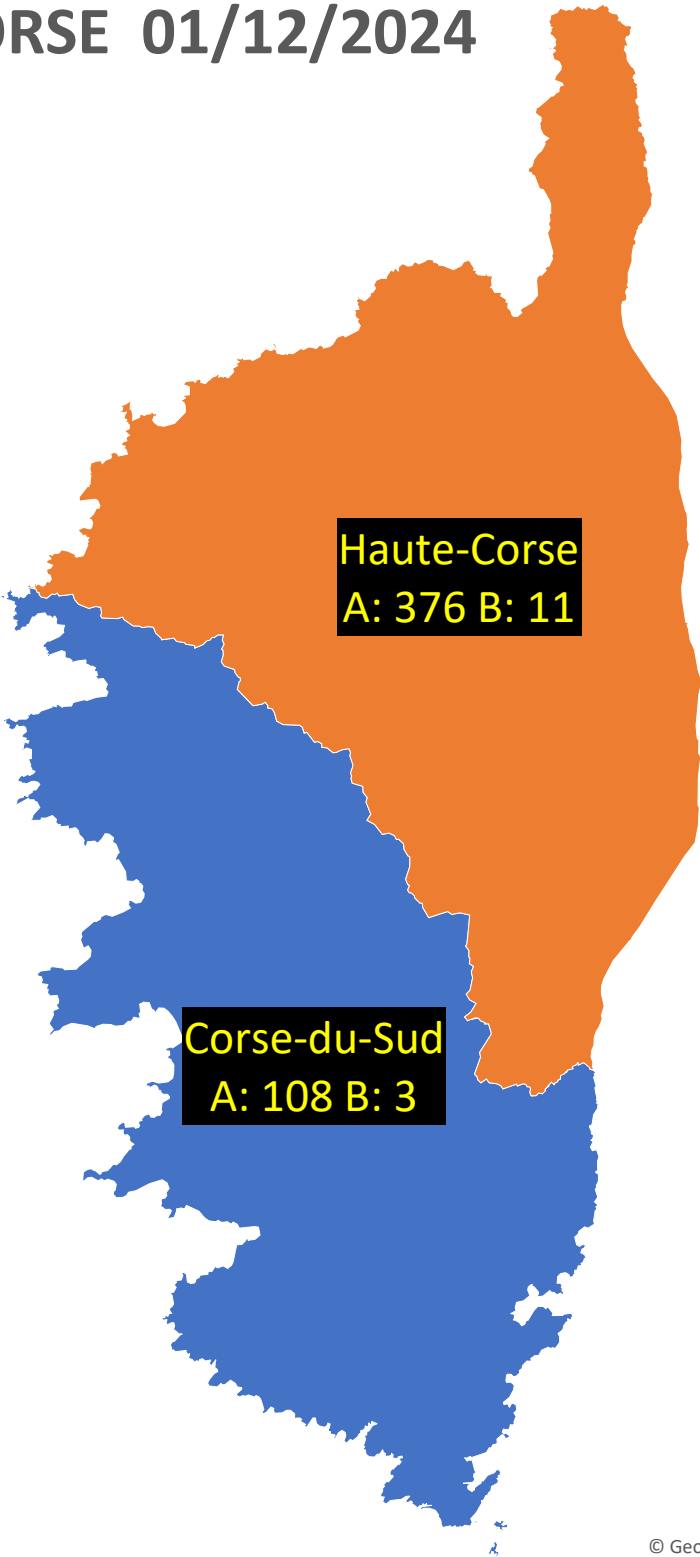 ORSE 01/12/2024
Haute-Corse
A: 376 B: 11
Corse-du-Sud
A: 108 B: 3
© Geo